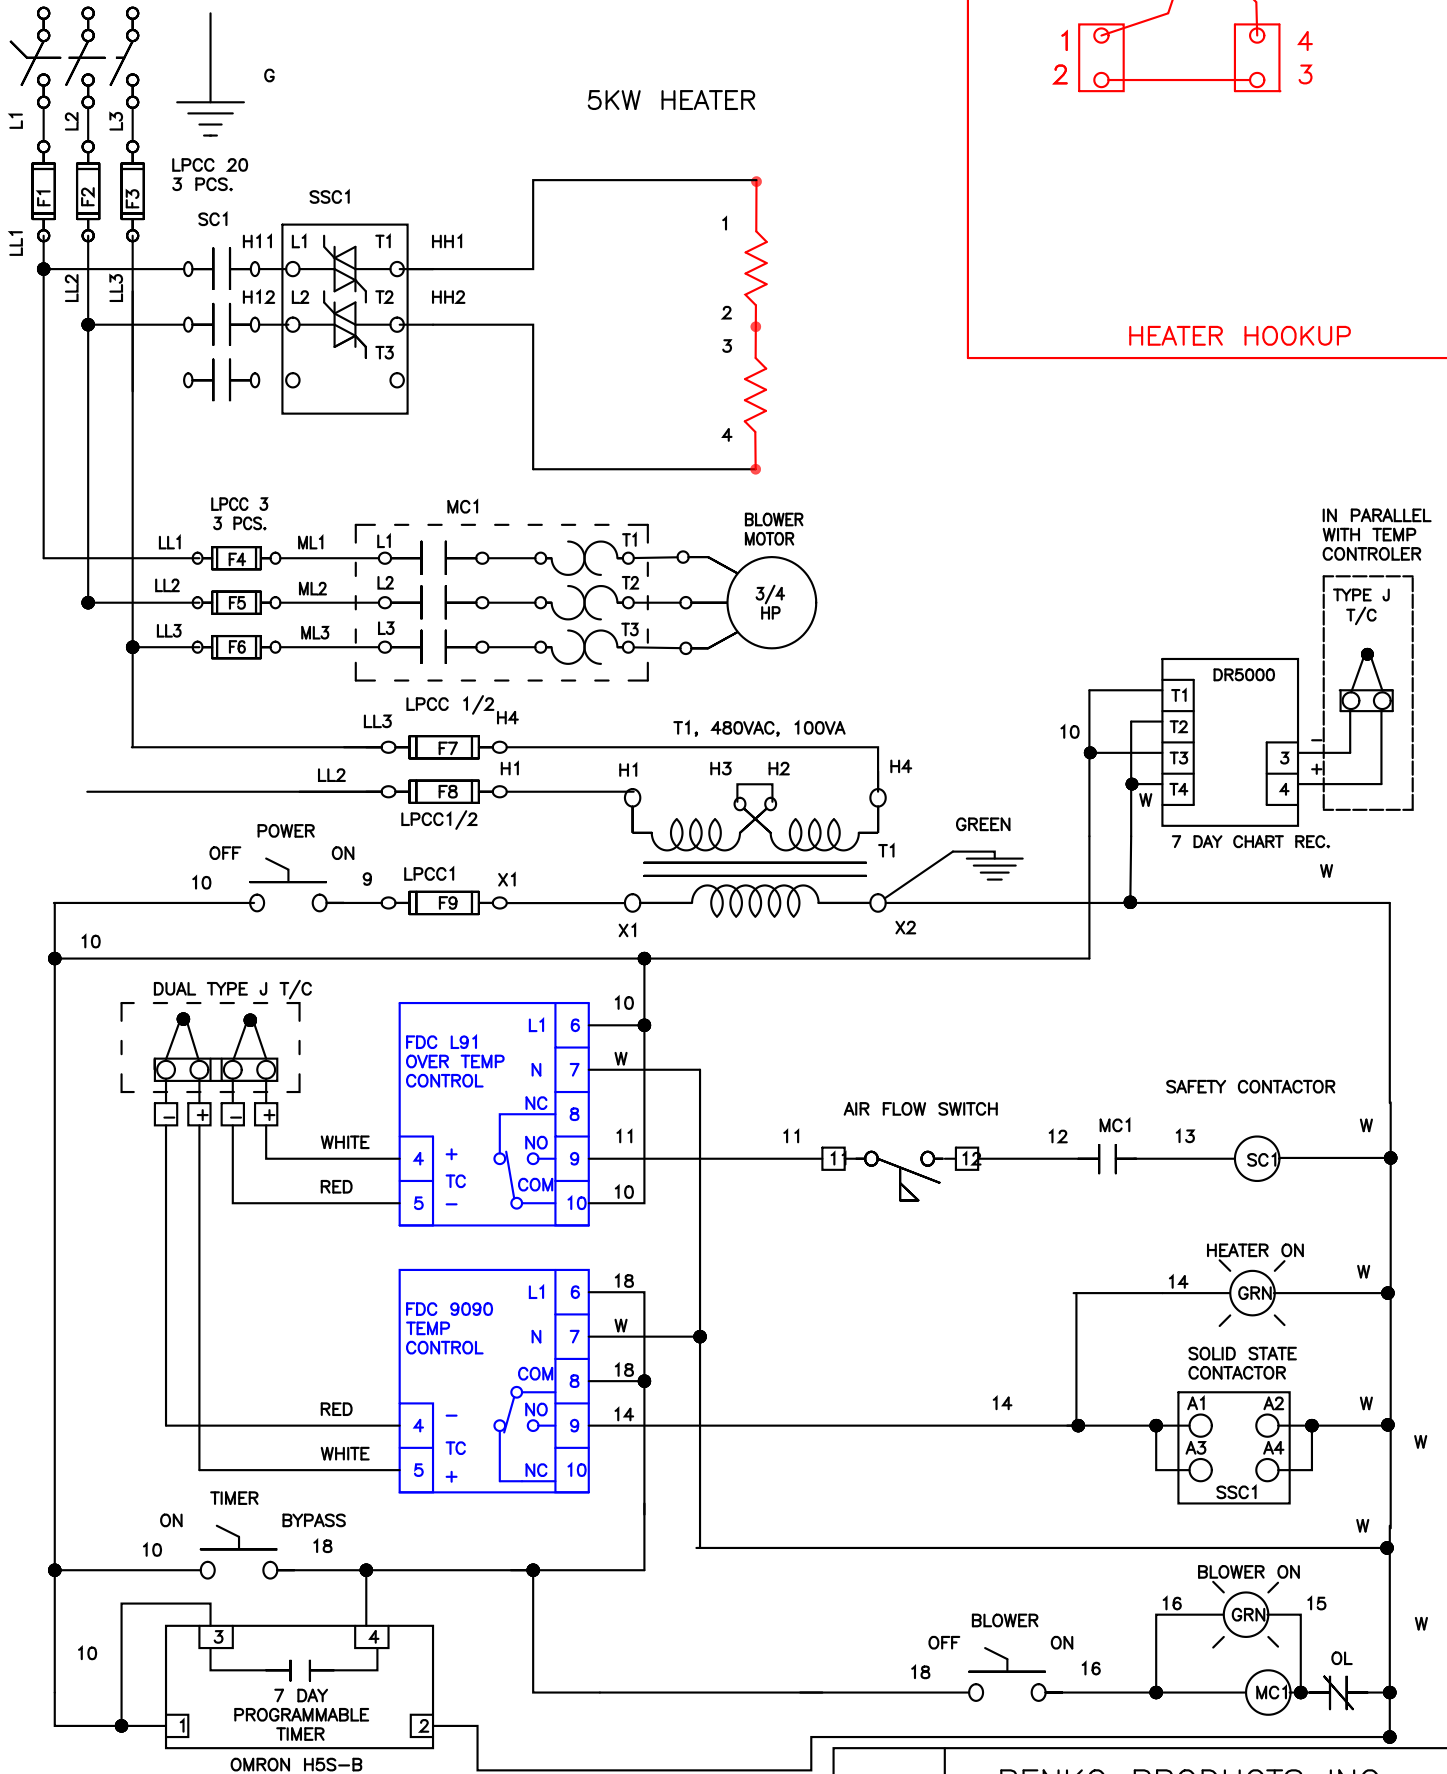 1
4
2
3
HEATER HOOKUP
G
5KW HEATER
L1
L2
L3
LPCC 20
3 PCS.
F1
F2
F3
SC1
SSC1
LL1
LL2
LL3
H11
L1
T1
HH1
H12
L2
T2
HH2
T3
1
2
3
4
LPCC 3
3 PCS.
MC1
BLOWER
MOTOR
LL1
F4
ML1
L1
T1
LL2
F5
ML2
L2
T2
3/4
HP
LL3
F6
ML3
L3
T3
IN PARALLEL
WITH TEMP
CONTROLER
TYPE J
T/C
DR5000
T1
T2
T3
T4
10
W
3
4
−
+
7 DAY CHART REC.
W
LPCC 1/2
LL3
H4
F7
T1, 480VAC, 100VA
LL2
H1
F8
LPCC1/2
H1
H3
H2
H4
T1
GREEN
POWER
OFF
ON
10
9
LPCC1
X1
F9
X1
X2
10
DUAL TYPE J T/C
−
+
−
+
WHITE
RED
FDC L91
OVER TEMP
CONTROL
L1
6
10
N
7
W
NC
8
NO
9
11
COM
10
10
4
+
TC
5
−
11
AIR FLOW SWITCH
11
12
12
MC1
13
SAFETY CONTACTOR
SC1
W
HEATER ON
14
GRN
W
FDC 9090
TEMP
CONTROL
L1
6
18
N
7
W
COM
8
18
NO
9
14
NC
10
RED
4
−
TC
WHITE
5
+
14
SOLID STATE
CONTACTOR
A1
A2
A3
A4
SSC1
W
W
TIMER
ON
BYPASS
10
18
W
10
3
4
7 DAY
PROGRAMMABLE
TIMER
1
2
OMRON H5S−B
BLOWER
OFF
ON
18
16
BLOWER ON
16
GRN
15
MC1
OL
W
BENKO PRODUCTS INC